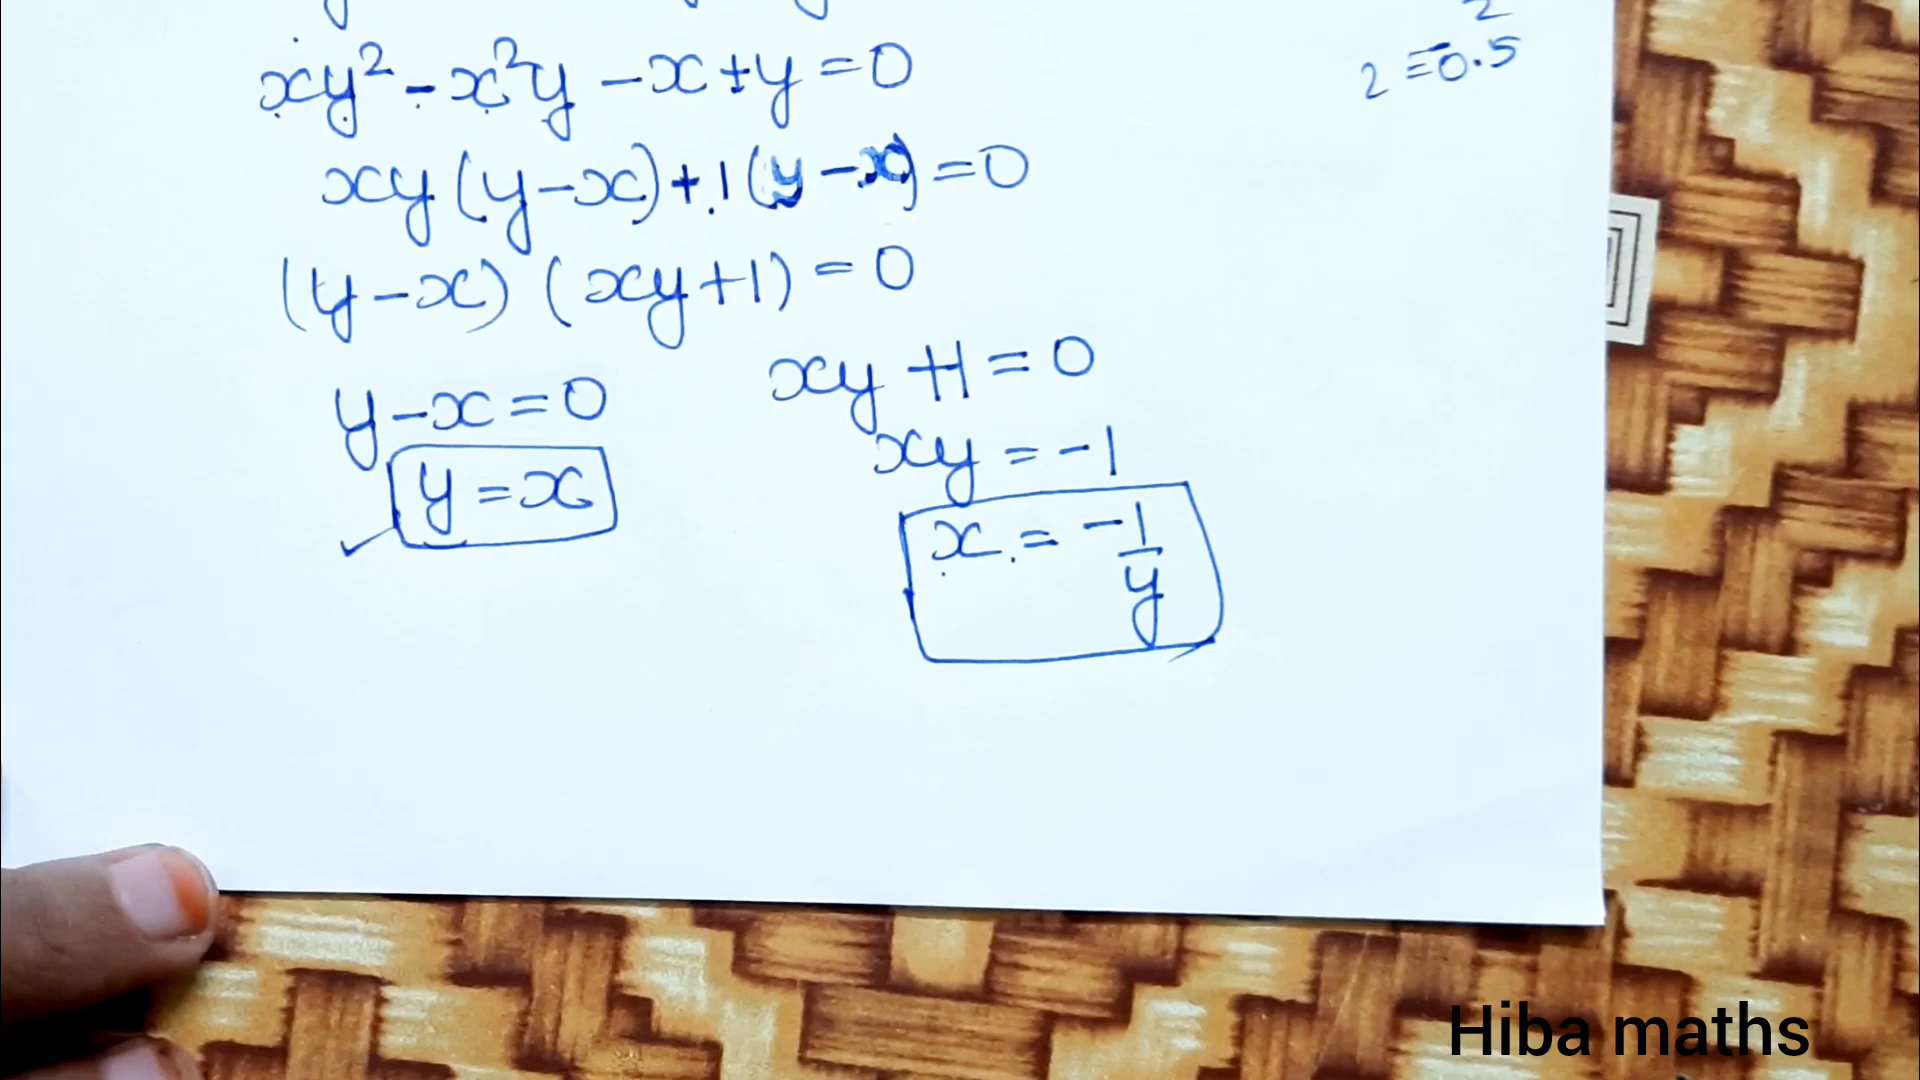 2
2 = 0.5
xy² - x²y - x + y = 0
xy (y - x) + 1 (y - x) = 0
(y - x) (xy + 1) = 0
y - x = 0
y = x
xy + 1 = 0
xy = -1
x = -1/y
Hiba maths